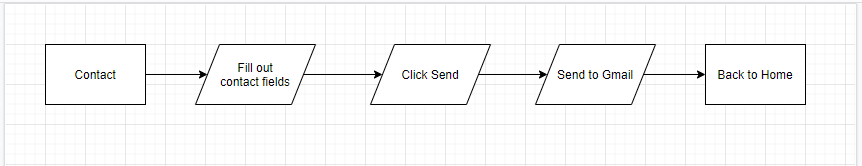 Contact
Fill out
contact fields
Click Send
Send to Gmail
Back to Home